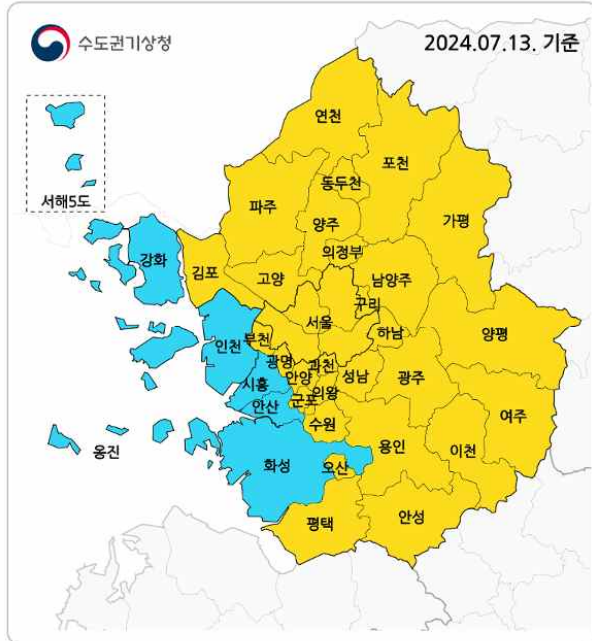 수도권기상청
2024.07.13. 기준
연천
포천
동두천
서해5도
파주
가평
양주
강화
의정부
김포
고양
남양주
구리
서울
하남
양평
인천
부천
광명
과천
안양
성남
광주
시흥
의왕
군포
안산
여주
수원
용인
이천
옹진
화성
오산
평택
안성